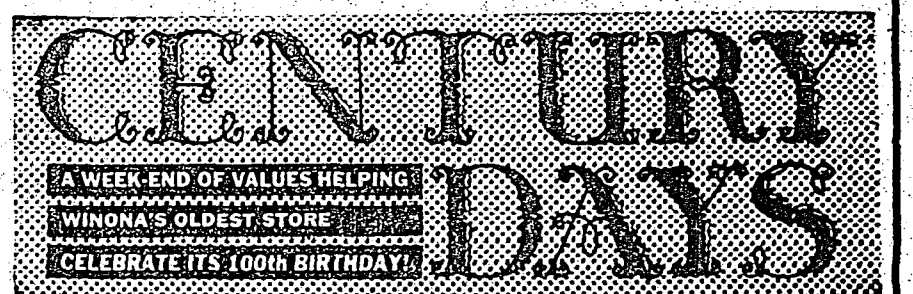 CENTURY
DAYS
A WEEK-END OF VALUES HELPING
WINONA'S OLDEST STORE
CELEBRATE ITS 100th BIRTHDAY!